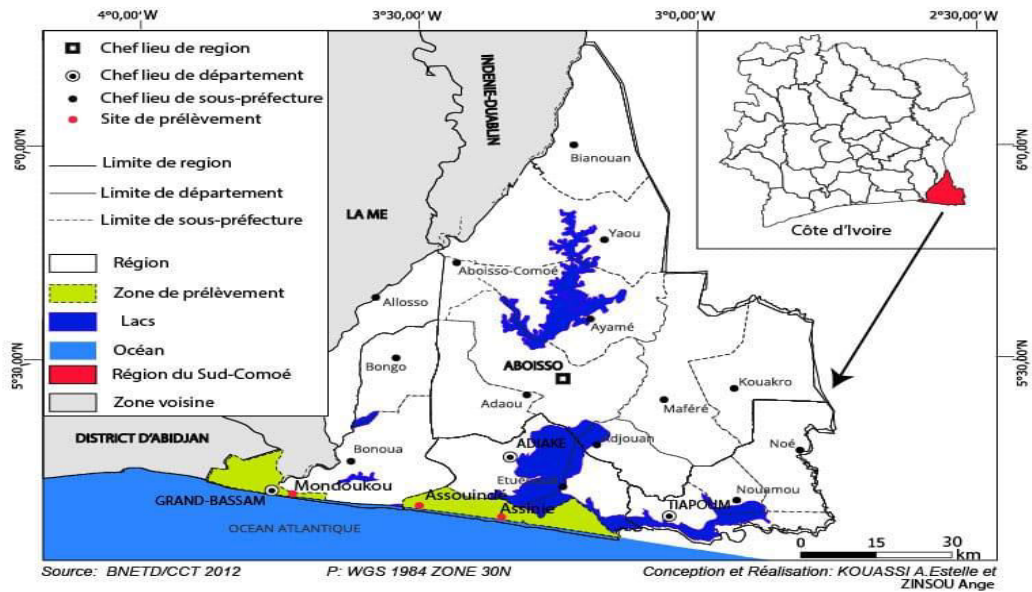 4°0,00'W
3°30,00'W
3°0,00'W
2°30,00'W
Chef lieu de region
Chef lieu de département
Chef lieu de sous-préfecture
Site de prélèvement
Limite de region
Limite de département
Limite de sous-préfecture
Région
Zone de prélèvement
Lacs
Océan
Région du Sud-Comoé
Zone voisine
6°0,00'N
5°30,00'N
6°0,00'N
5°30,00'N
INDENIE-DUABLIN
LA ME
DISTRICT D'ABIDJAN
Côte d'Ivoire
Bianouan
Yaou
Aboisso-Comoé
Allosso
Ayamé
Bongo
ABOISSO
Kouakro
Adaou
Maféré
ADIAKE
Adjouan
Noé
Bonoua
Mondoukou
GRAND-BASSAM
Assouindé
Assinie
Nouamou
TIAPOUM
OCEAN ATLANTIQUE
0 15 30
km
Source: BNETD/CCT 2012 P: WGS 1984 ZONE 30N Conception et Réalisation: KOUASSI A.Estelle et
ZINSOU Ange